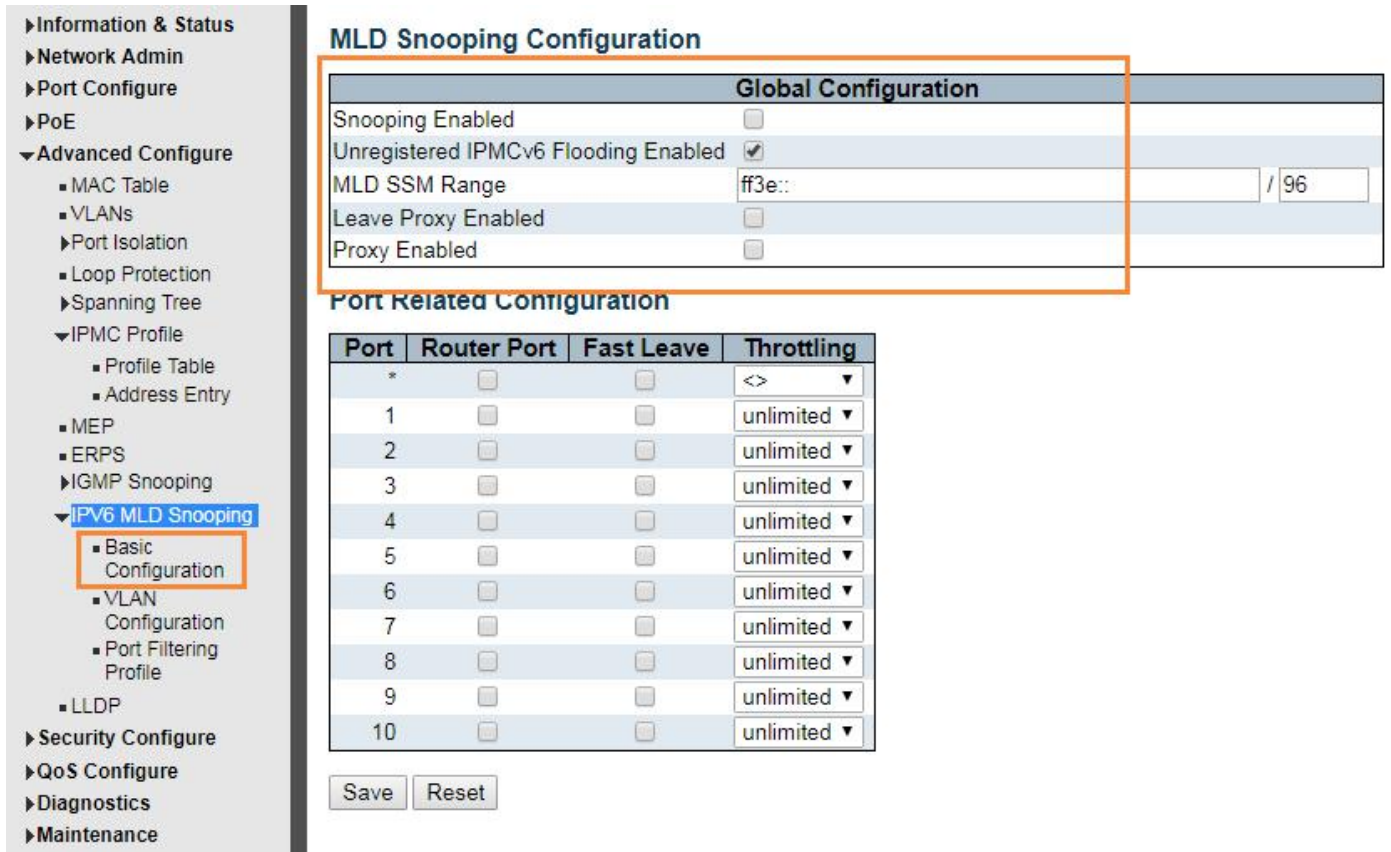 Information & Status
Network Admin
Port Configure
PoE
Advanced Configure
MAC Table
VLANs
Port Isolation
Loop Protection
Spanning Tree
IPMC Profile
Profile Table
Address Entry
MEP
ERPS
IGMP Snooping
IPV6 MLD Snooping
Basic
Configuration
VLAN
Configuration
Port Filtering
Profile
LLDP
Security Configure
QoS Configure
Diagnostics
Maintenance
MLD Snooping Configuration
Global Configuration
Snooping Enabled
Unregistered IPMCv6 Flooding Enabled
MLD SSM Range ff3e:: / 96
Leave Proxy Enabled
Proxy Enabled
Port Related Configuration
Port Router Port Fast Leave Throttling
* <>
1 unlimited
2 unlimited
3 unlimited
4 unlimited
5 unlimited
6 unlimited
7 unlimited
8 unlimited
9 unlimited
10 unlimited
Save Reset